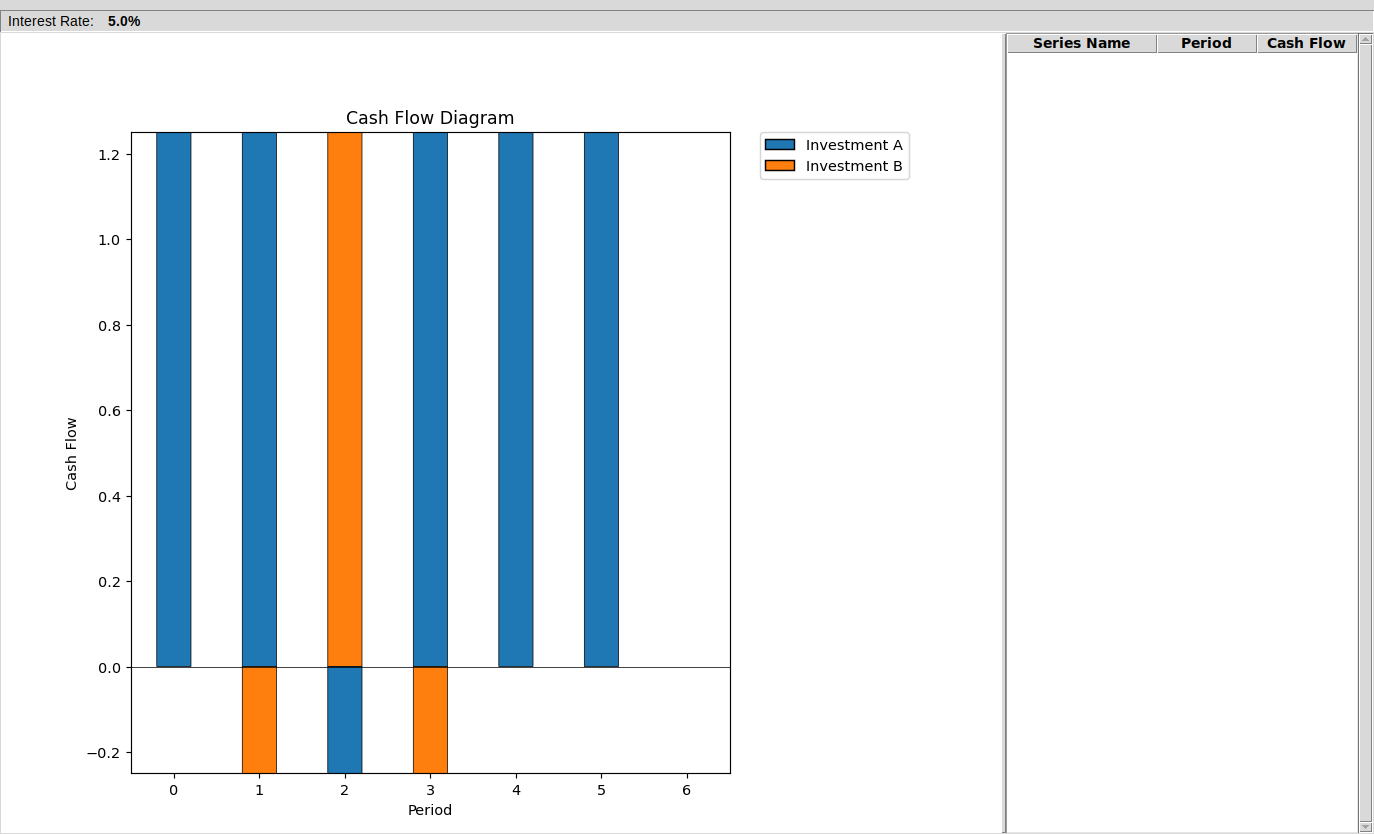 Interest Rate: 5.0%
Series Name Period Cash Flow
Cash Flow Diagram
Investment A
Investment B
1.2
1.0
0.8
0.6
0.4
0.2
0.0
−0.2
Cash Flow
0 1 2 3 4 5 6
Period